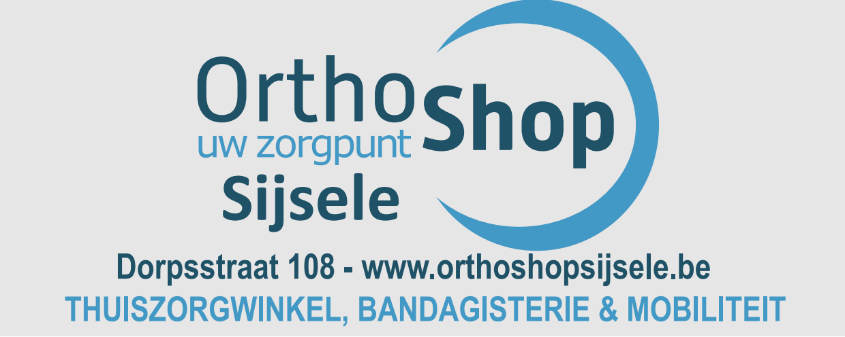 Ortho Shop
uw zorgpunt
Sijsele
Dorpsstraat 108 - www.orthoshopsijsele.be
THUISZORGWINKEL, BANDAGISTERIE & MOBILITEIT